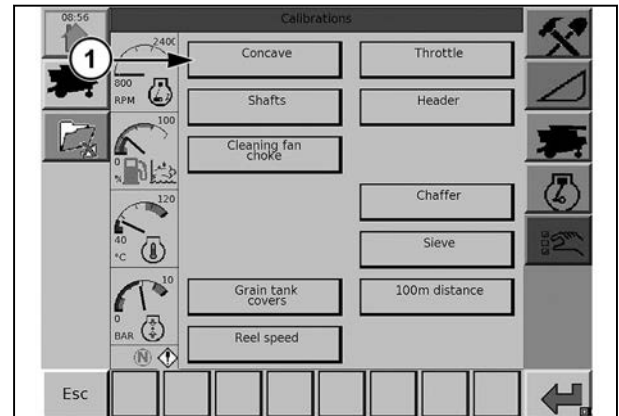 08:56
Calibrations
1
2400
800
RPM
100
0
%
120
40
°C
10
0
BAR
N
Concave
Throttle
Shafts
Header
Cleaning fan
choke
Chaffer
Sieve
Grain tank
covers
100m distance
Reel speed
Esc